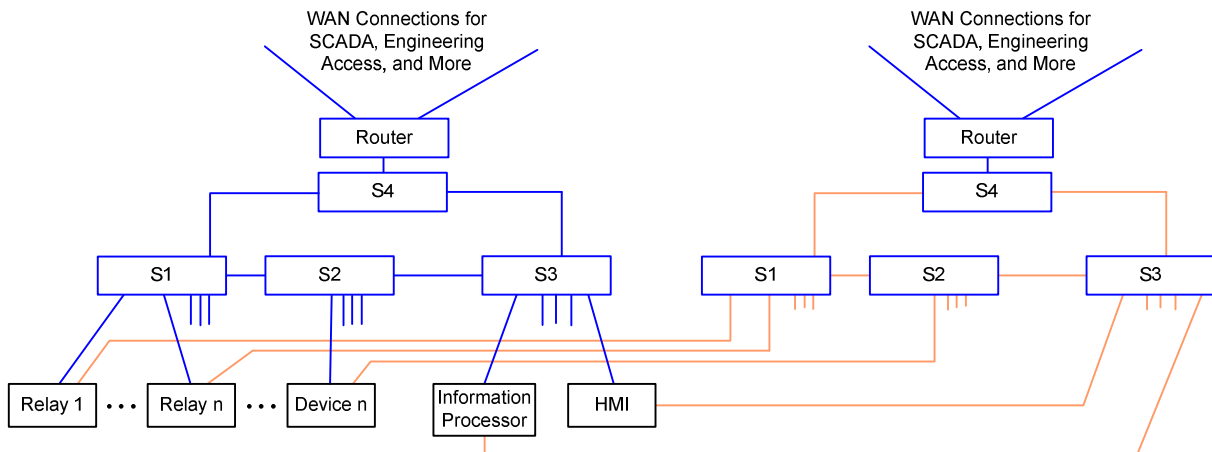 WAN Connections for
SCADA, Engineering
Access, and More
WAN Connections for
SCADA, Engineering
Access, and More
Router
Router
S4
S4
S1
S2
S3
S1
S2
S3
Relay 1
•••
Relay n
•••
Device n
Information
Processor
HMI